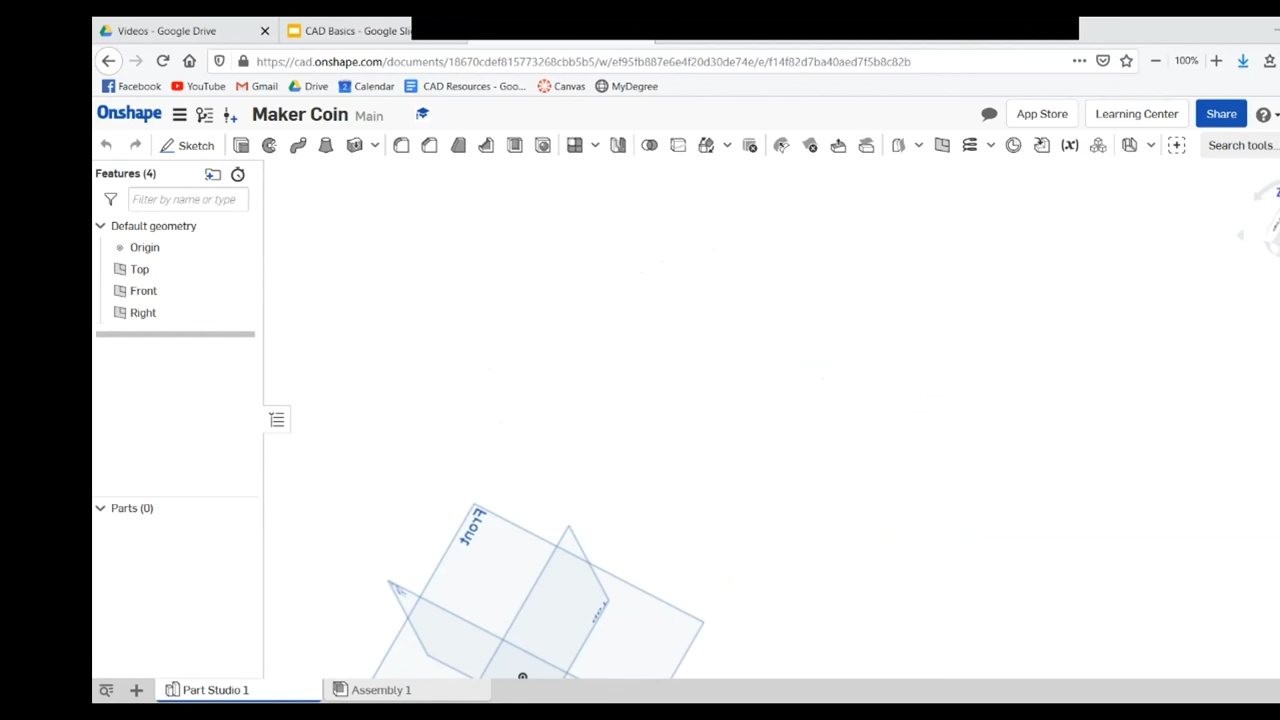 Videos - Google Drive
CAD Basics - Google Sli
https://cad.onshape.com/documents/18670cdef815773268cbb5b5/w/ef95fb887e6e4f20d30de74e/e/f14f82d7ba40aed7f5b8c82b
100%
Facebook YouTube Gmail Drive Calendar CAD Resources - Goo... Canvas MyDegree
Onshape Maker Coin Main App Store Learning Center Share
Sketch (x) Search tools...
Features (4)
Filter by name or type
Default geometry
Origin
Top
Front
Right
Parts (0)
Front
Part Studio 1
Assembly 1